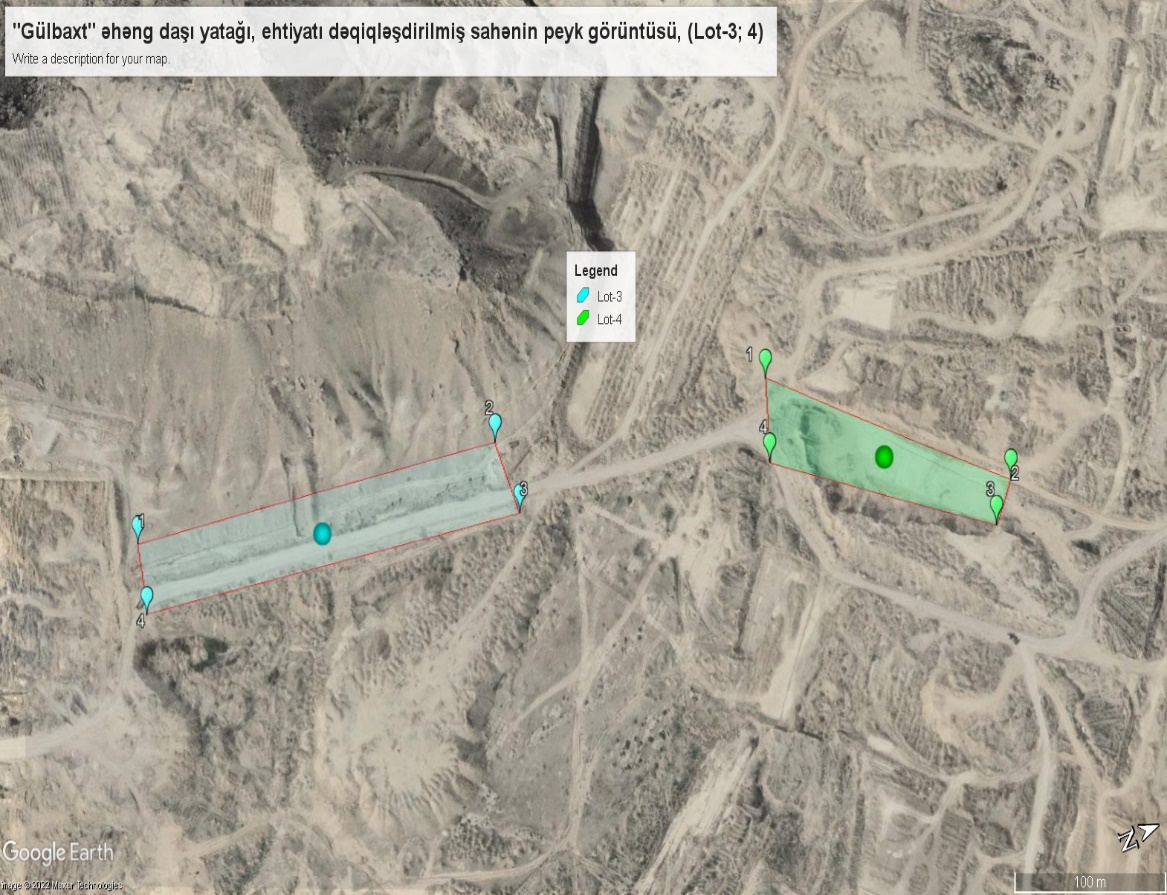 "Gülbaxt" əhəng daşı yatağı, ehtiyatı dəqiqləşdirilmiş sahənin peyk görüntüsü, (Lot-3; 4)
Write a description for your map.
Legend
Lot-3
Lot-4
1
2
3
4
1
2
3
4
Google Earth
Image © 2022 Maxar Technologies
N
100 m